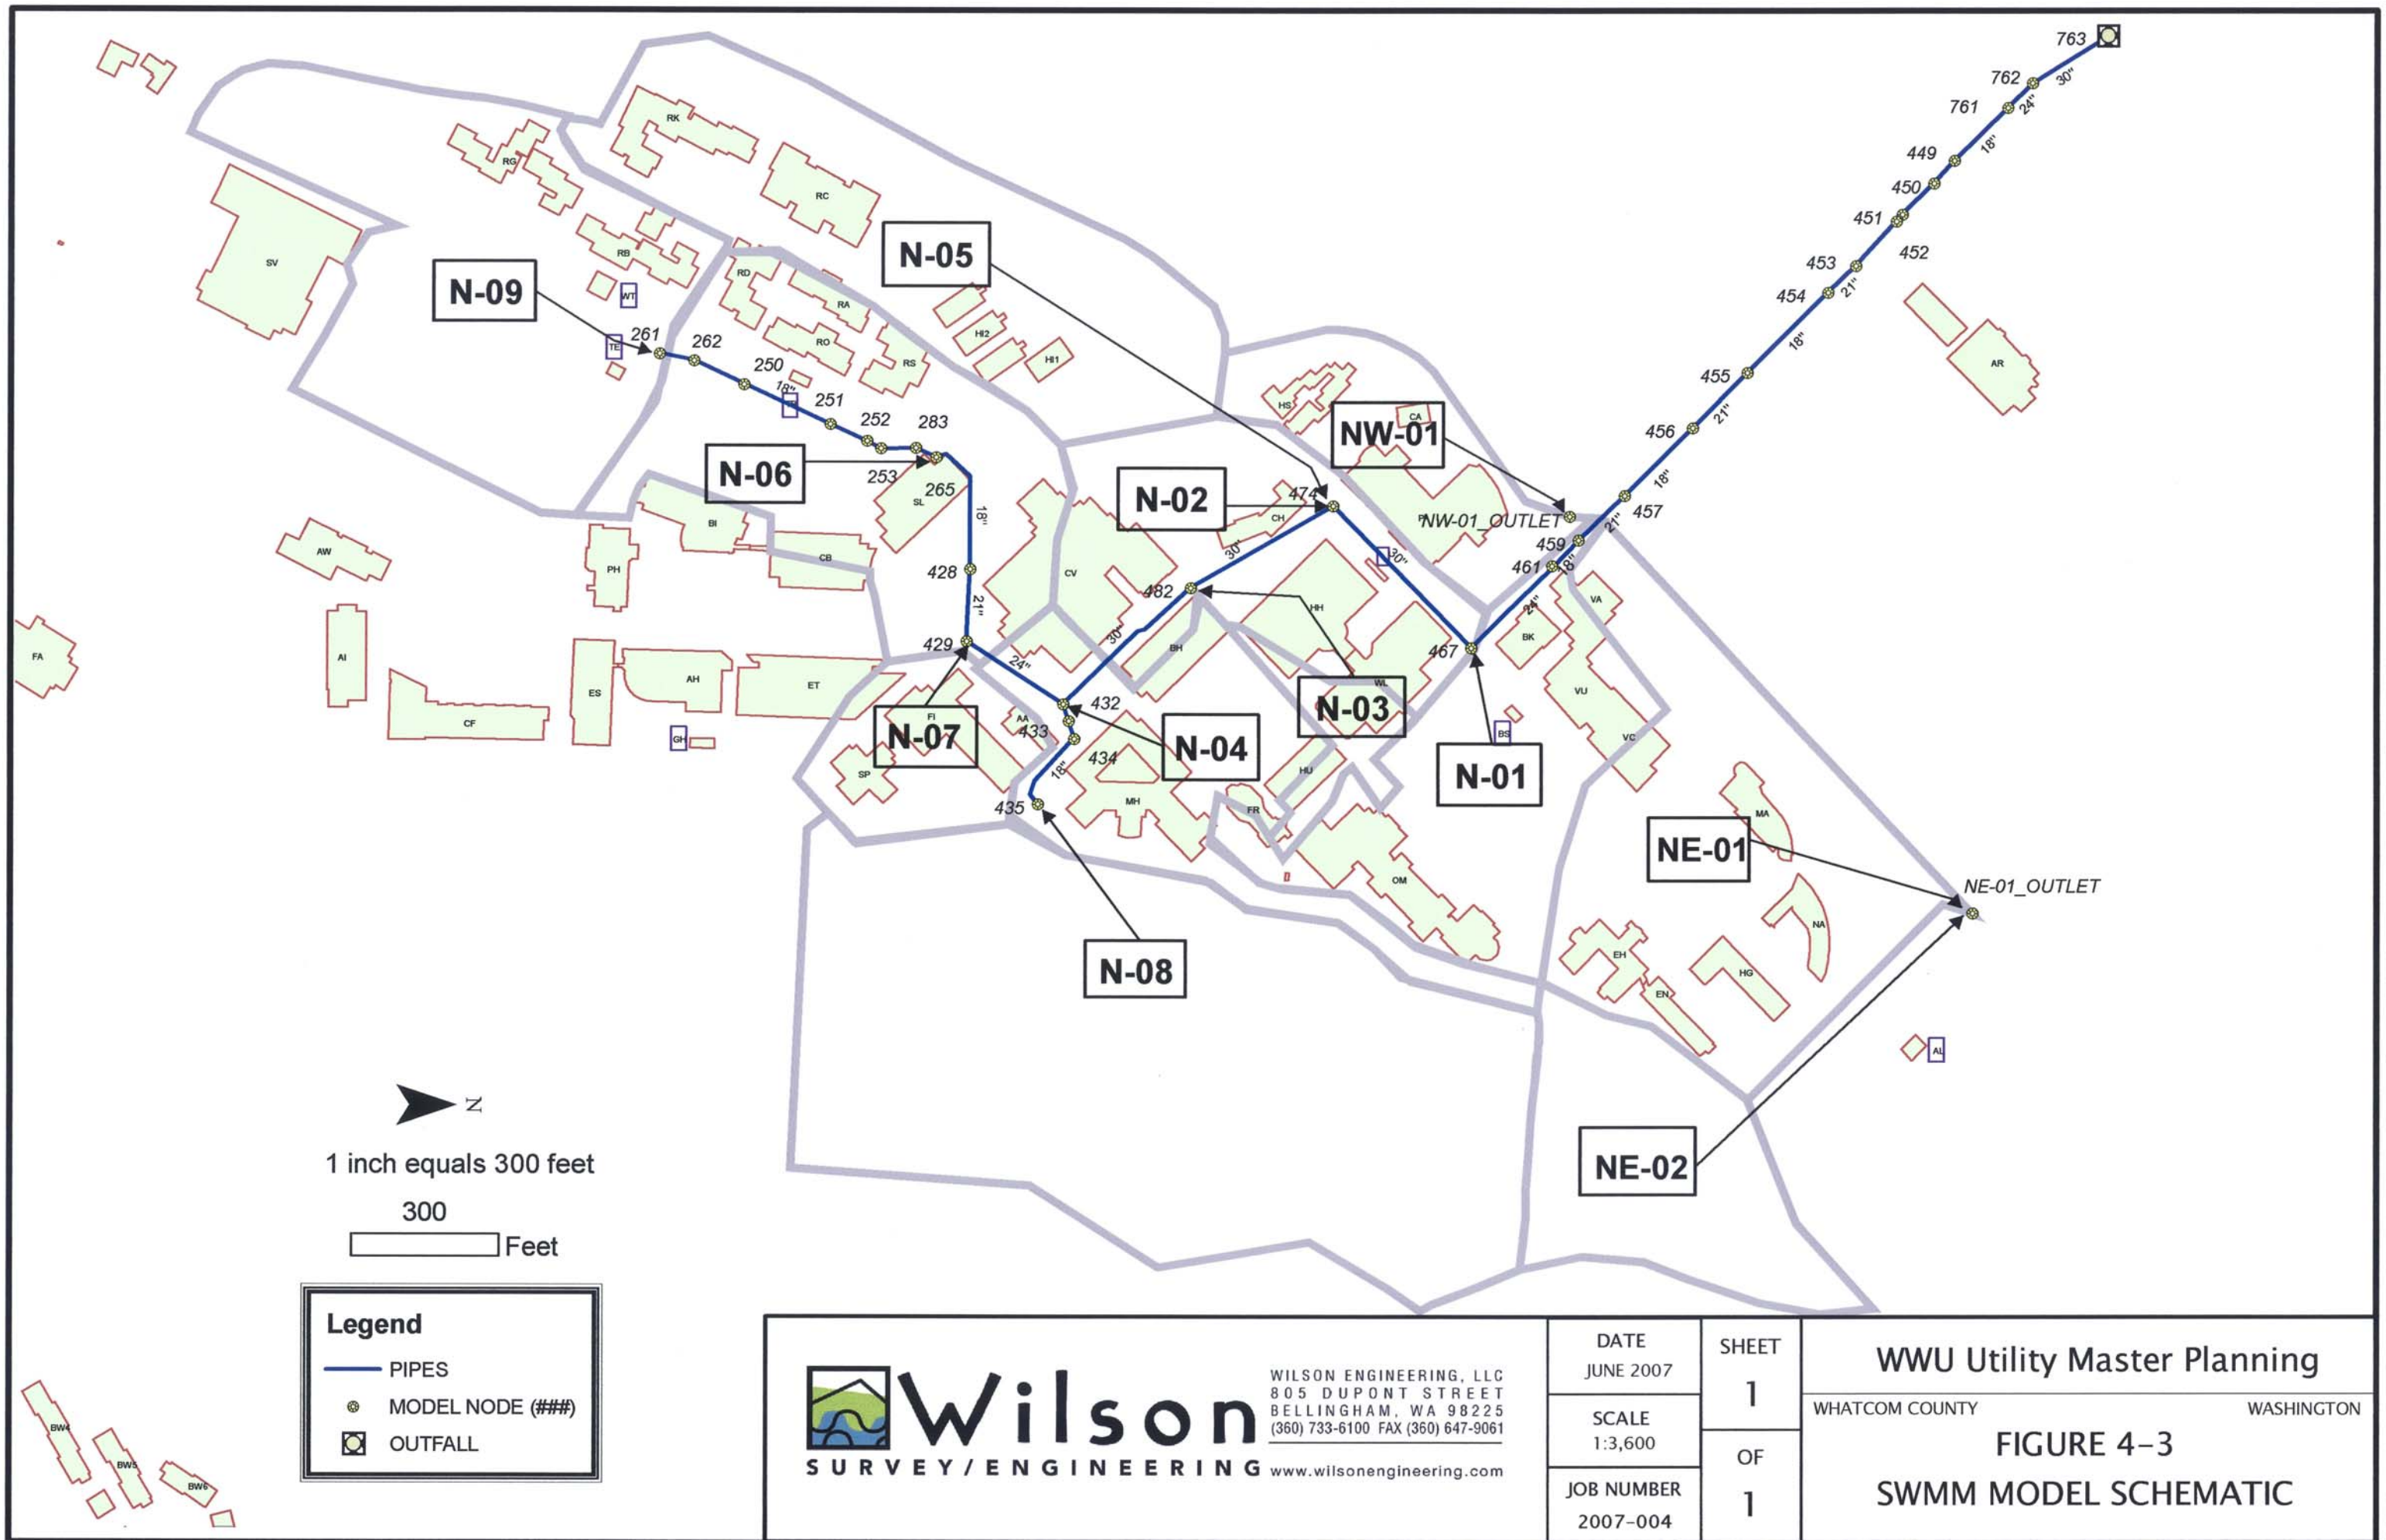 763
762
30"
24"
761
18"
449
450
451
452
453
454
21"
18"
455
21"
456
18"
457
21"
459
461
18"
24"
RK
RG
RC
SV
RB
WT
RD
RA
RO
RS
HI2
HI1
AR
HS
CA
N-05
N-09
TE
261
262
250
18"
251
252
283
253
265
N-06
SL
NW-01
NW-01_OUTLET
N-02
474
CH
30"
30"
18"
428
21"
429
24"
BI
CB
CV
AW
PH
482
30"
HH
BH
WL
467
BK
VA
VU
VC
FA
AI
CF
ES
AH
ET
GH
FI
AA
SP
N-07
432
433
434
18"
435
N-04
N-03
MH
HU
FR
BS
N-01
OM
MA
NE-01
NE-01_OUTLET
NA
EH
HG
EN
AL
N-08
NE-02
N
1 inch equals 300 feet
300
Feet
Legend
PIPES
MODEL NODE (###)
OUTFALL
BW4
BW5
BW6
Wilson
SURVEY/ENGINEERING
WILSON ENGINEERING, LLC
805 DUPONT STREET
BELLINGHAM, WA 98225
(360) 733-6100 FAX (360) 647-9061
www.wilsonengineering.com
DATE
JUNE 2007
SCALE
1:3,600
JOB NUMBER
2007-004
SHEET
1
OF
1
WWU Utility Master Planning
WHATCOM COUNTY WASHINGTON
FIGURE 4-3
SWMM MODEL SCHEMATIC